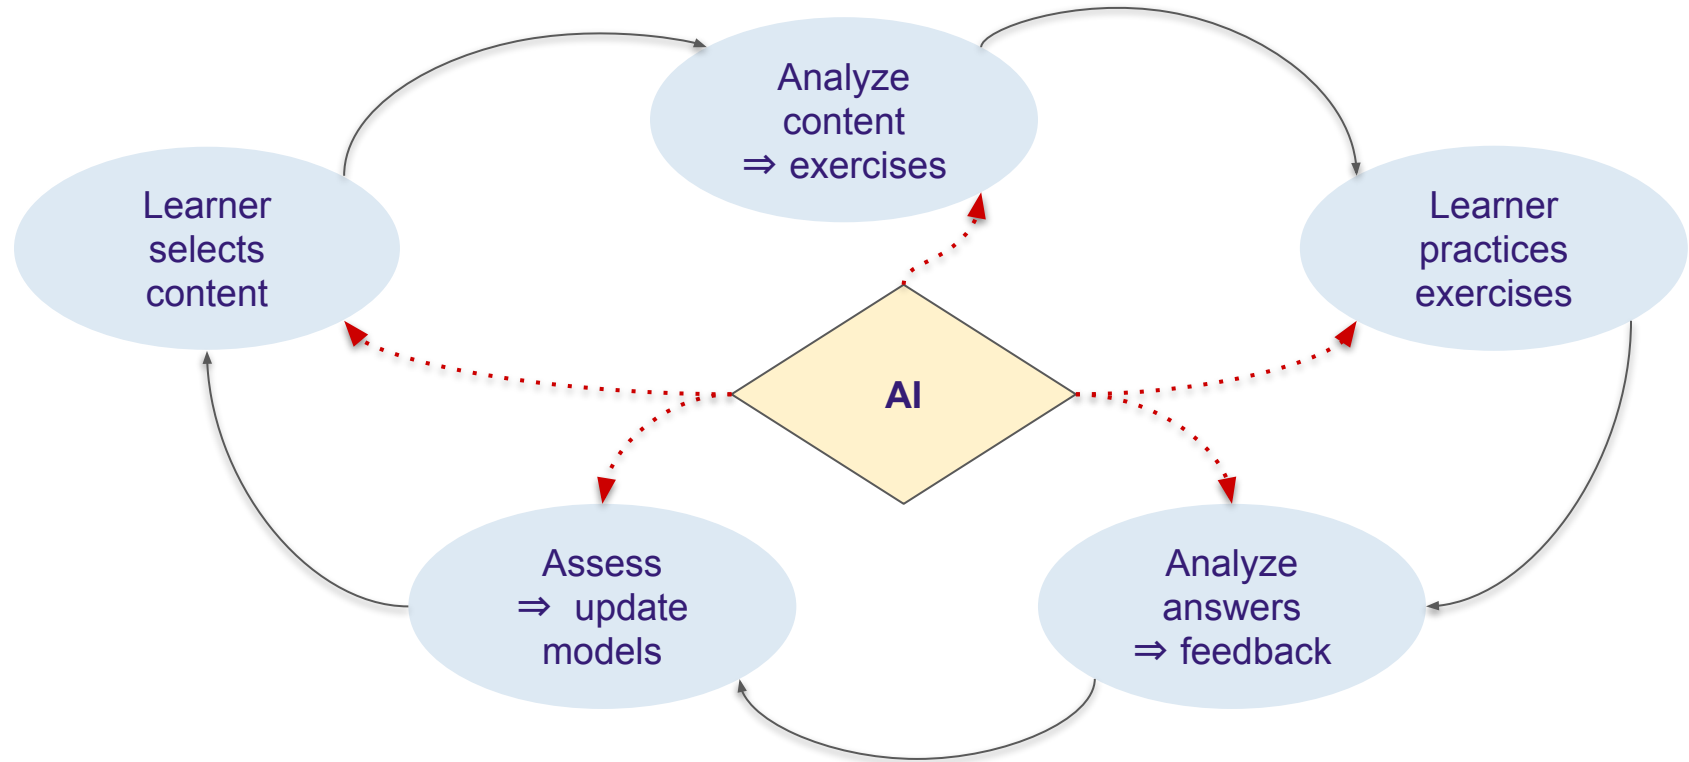 Analyze
content
⇒ exercises
Learner
selects
content
Learner
practices
exercises
AI
Assess
⇒ update
models
Analyze
answers
⇒ feedback